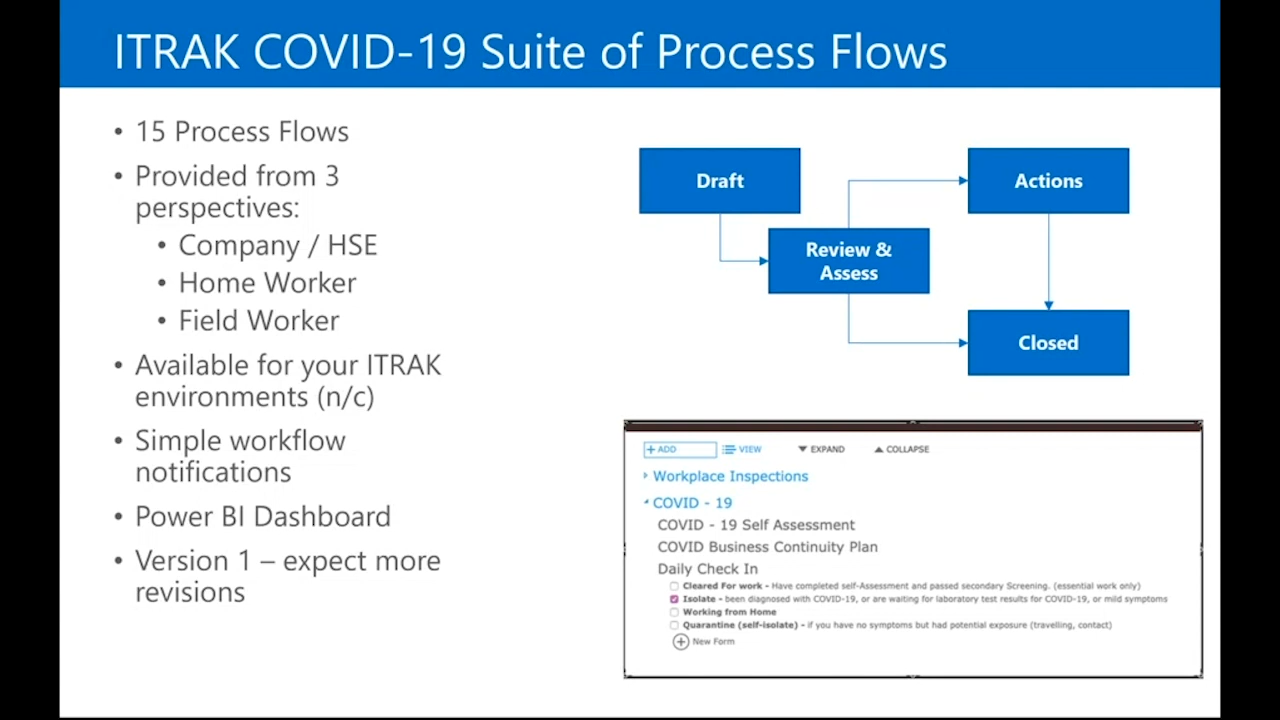 ITRAK COVID-19 Suite of Process Flows
• 15 Process Flows
• Provided from 3
perspectives:
• Company / HSE
• Home Worker
• Field Worker
• Available for your ITRAK
environments (n/c)
• Simple workflow
notifications
• Power BI Dashboard
• Version 1 – expect more
revisions
Draft
Actions
Review &
Assess
Closed
+ ADD VIEW EXPAND COLLAPSE
Workplace Inspections
COVID - 19
COVID - 19 Self Assessment
COVID Business Continuity Plan
Daily Check In
Cleared For work - Have completed self-Assessment and passed secondary Screening. (essential work only)
Isolate - been diagnosed with COVID-19, or are waiting for laboratory test results for COVID-19, or mild symptoms
Working from Home
Quarantine (self-isolate) - if you have no symptoms but had potential exposure (travelling, contact)
New Form